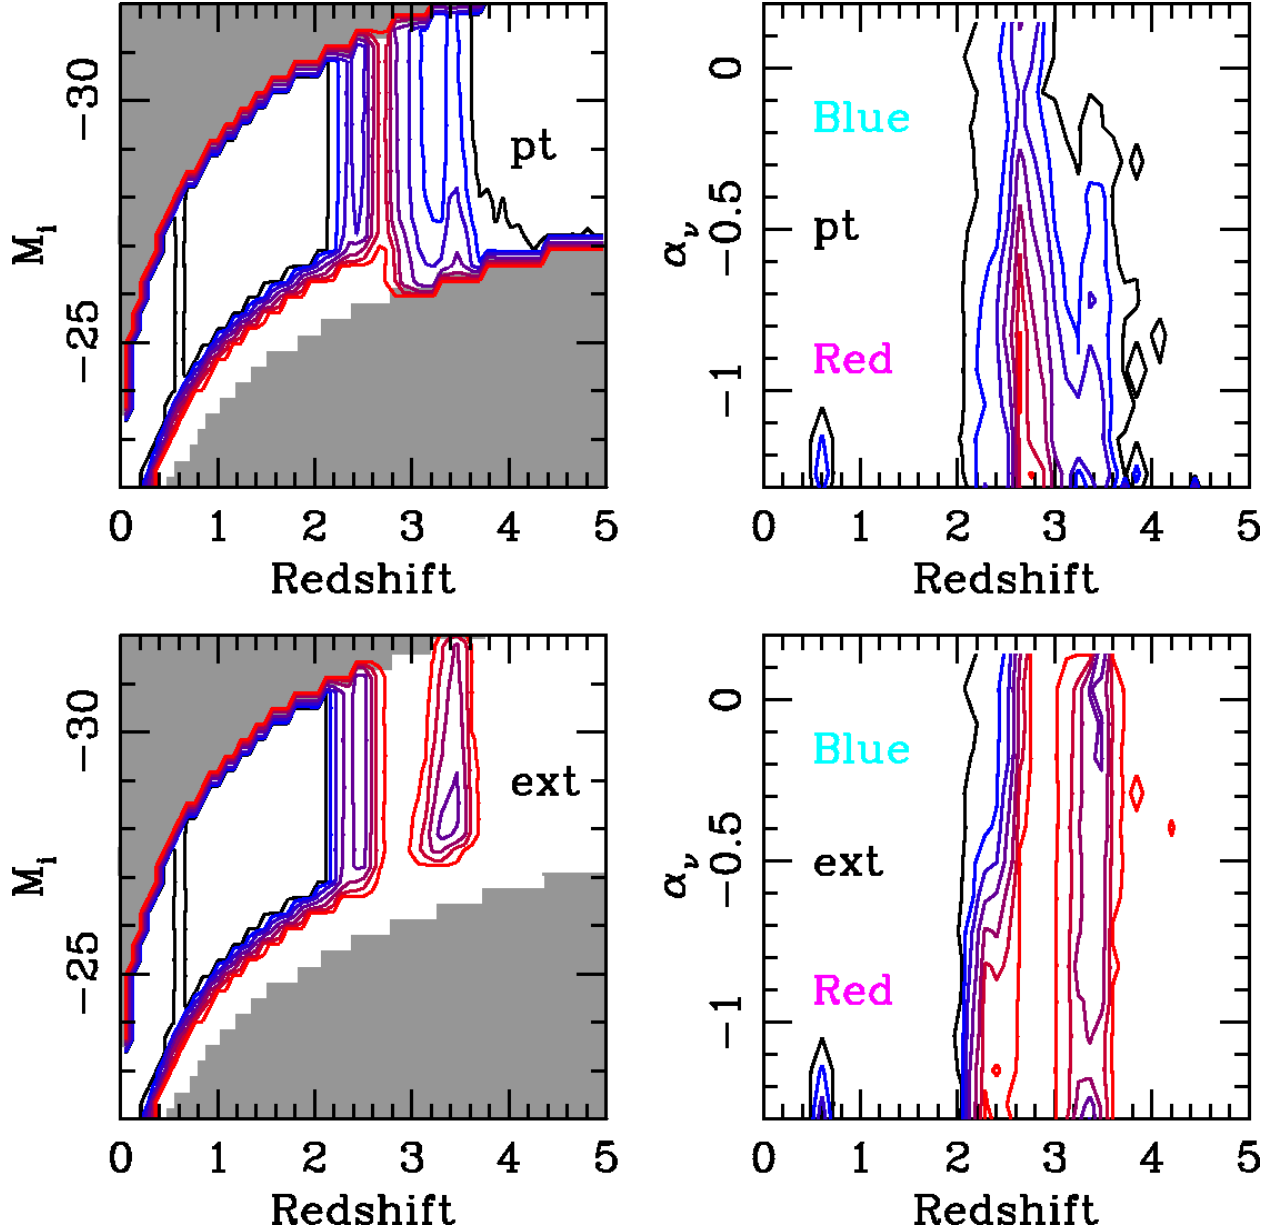 −30
−25
M_i
pt
0 1 2 3 4 5
Redshift
0
−0.5
−1
α_ν
Blue
pt
Red
0 1 2 3 4 5
Redshift
−30
−25
M_i
ext
0 1 2 3 4 5
Redshift
0
−0.5
−1
α_ν
Blue
ext
Red
0 1 2 3 4 5
Redshift